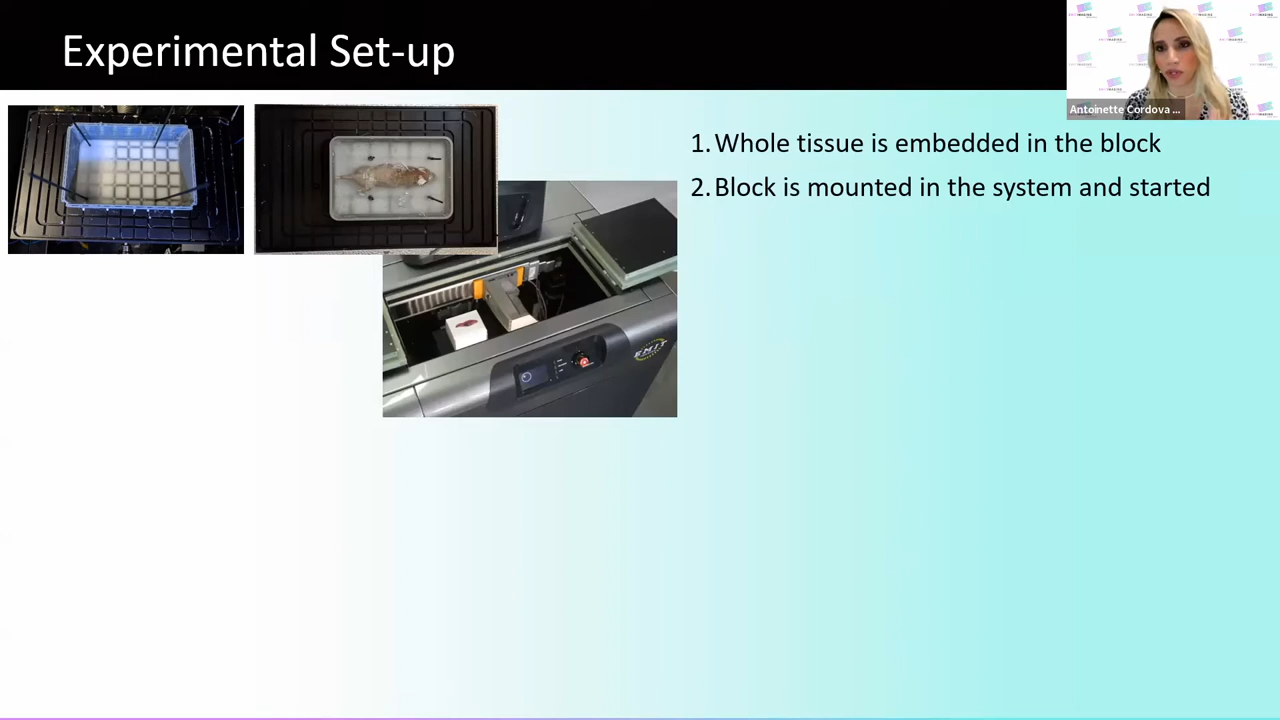 Experimental Set-up
Antoinette Cordova ...
1. Whole tissue is embedded in the block
2. Block is mounted in the system and started
EMIT